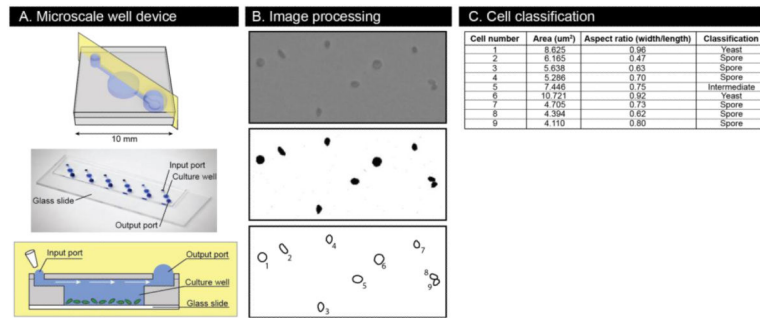 A. Microscale well device
10 mm
Input port
Culture well
Glass slide
Output port
Input port
Output port
Culture well
Glass slide
B. Image processing
1
2
4
6
7
5
8
9
3
C. Cell classification
Cell number Area (um²) Aspect ratio (width/length) Classification
1 8.625 0.96 Yeast
2 6.165 0.47 Spore
3 5.638 0.63 Spore
4 5.286 0.70 Spore
5 7.446 0.75 Intermediate
6 10.721 0.92 Yeast
7 4.705 0.73 Spore
8 4.394 0.62 Spore
9 4.110 0.80 Spore